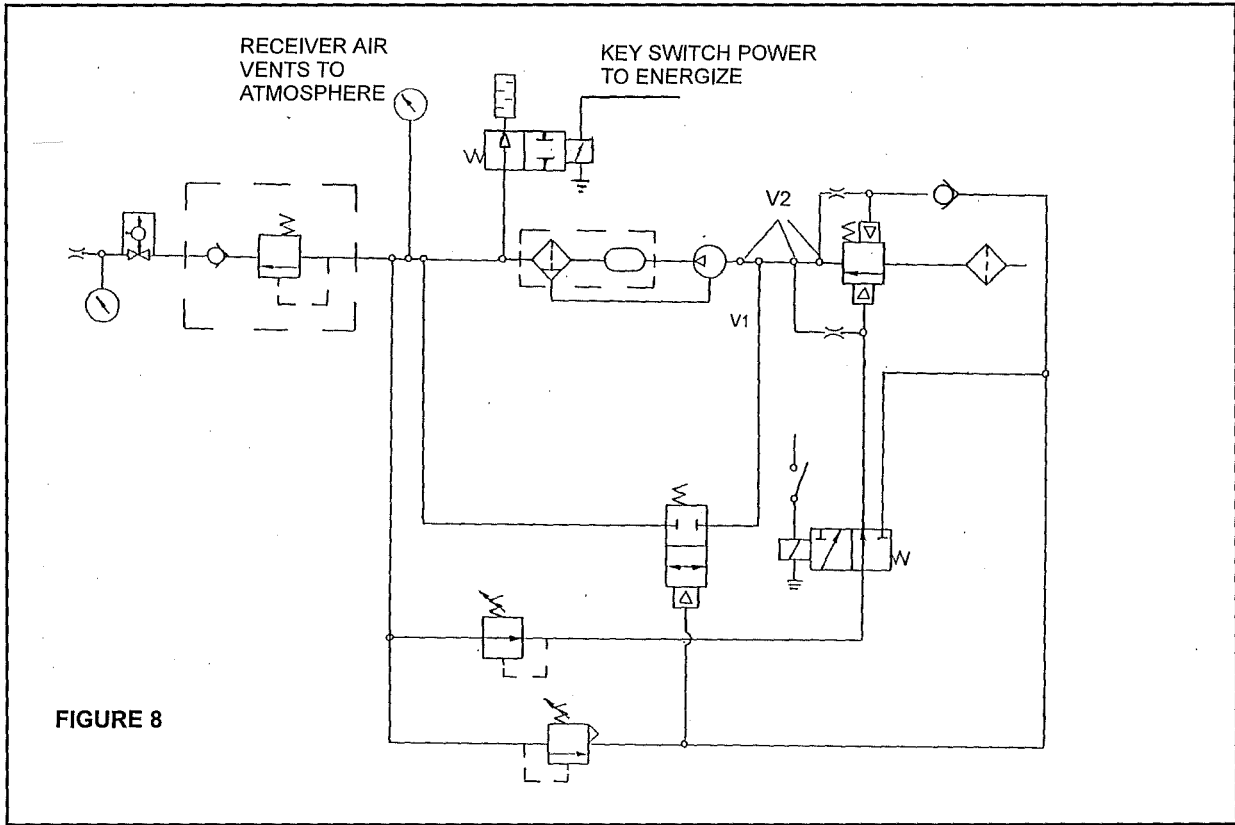 RECEIVER AIR
VENTS TO
ATMOSPHERE
KEY SWITCH POWER
TO ENERGIZE
V2
V1
FIGURE 8